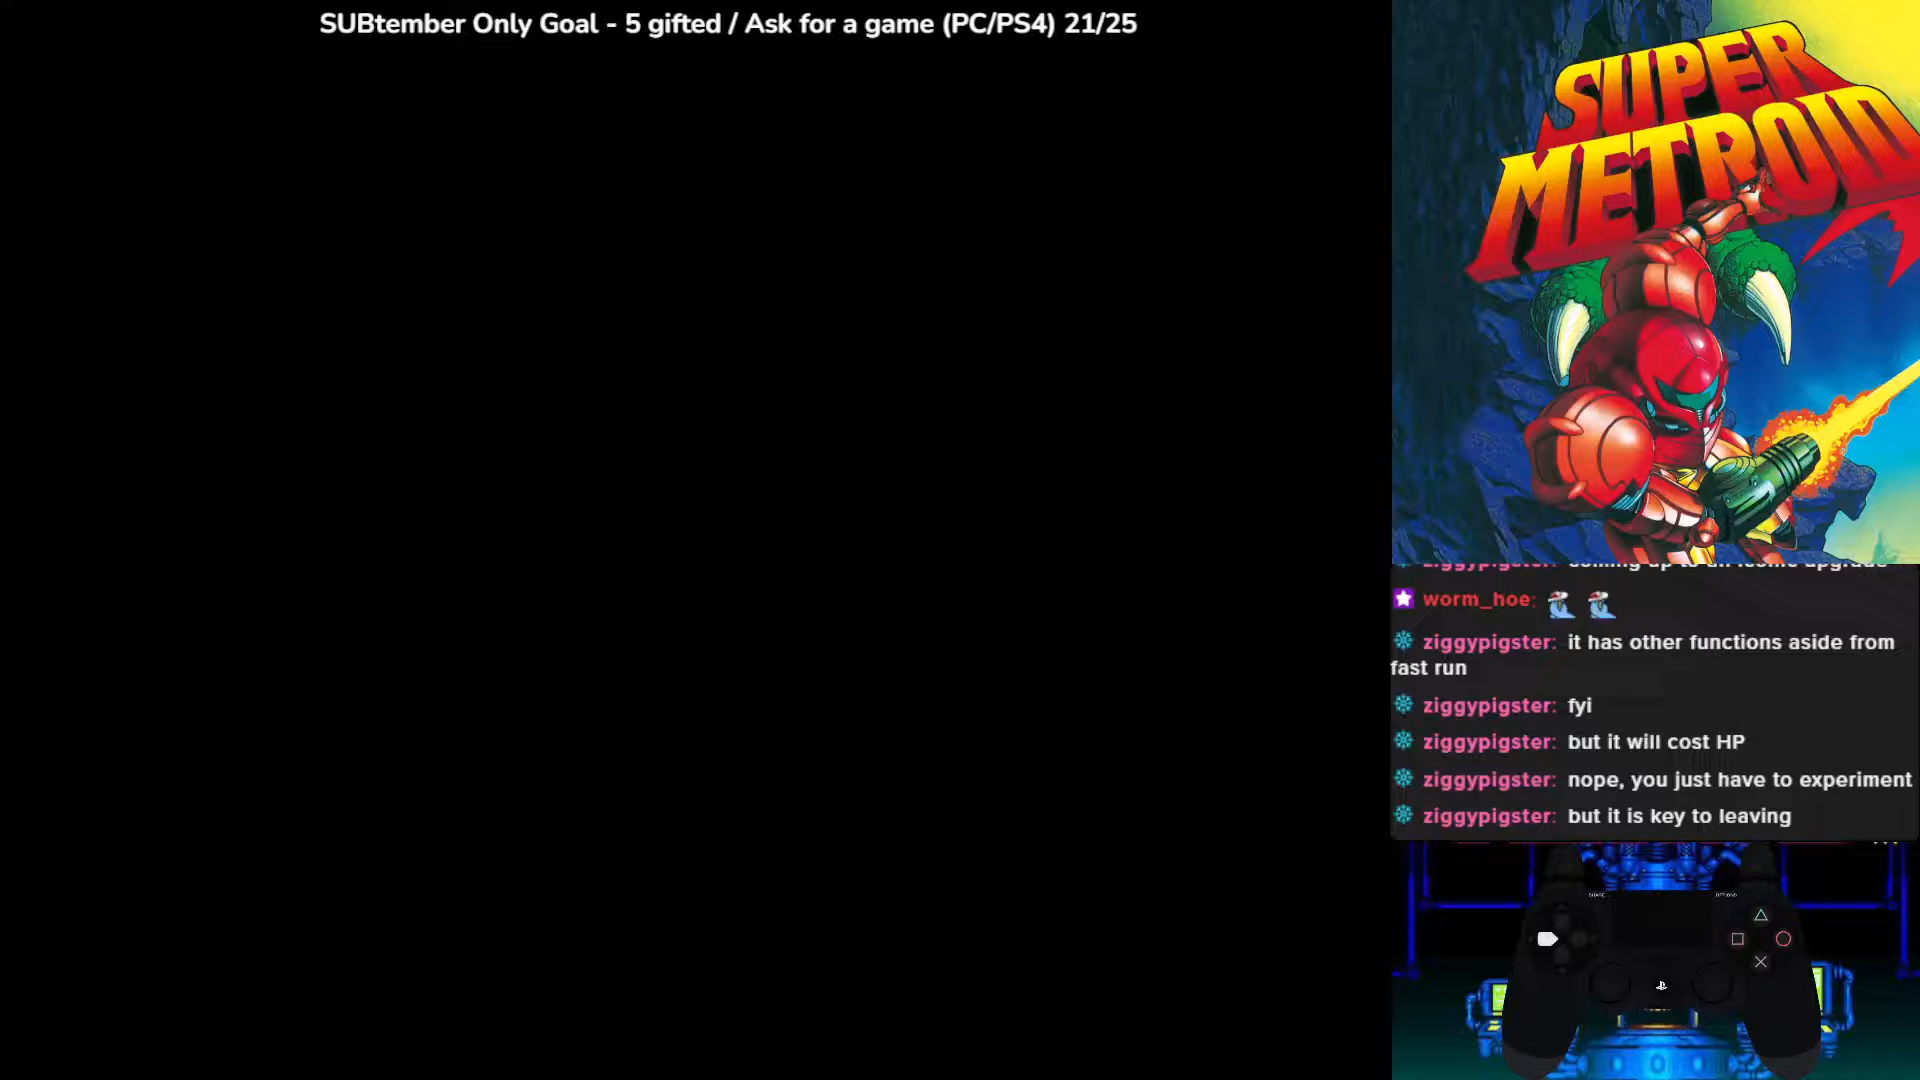 SUBtember Only Goal - 5 gifted / Ask for a game (PC/PS4) 21/25
SUPER
METROID
worm_hoe:
ziggypigster: it has other functions aside from
fast run
ziggypigster: fyi
ziggypigster: but it will cost HP
ziggypigster: nope, you just have to experiment
ziggypigster: but it is key to leaving
SHARE
OPTIONS